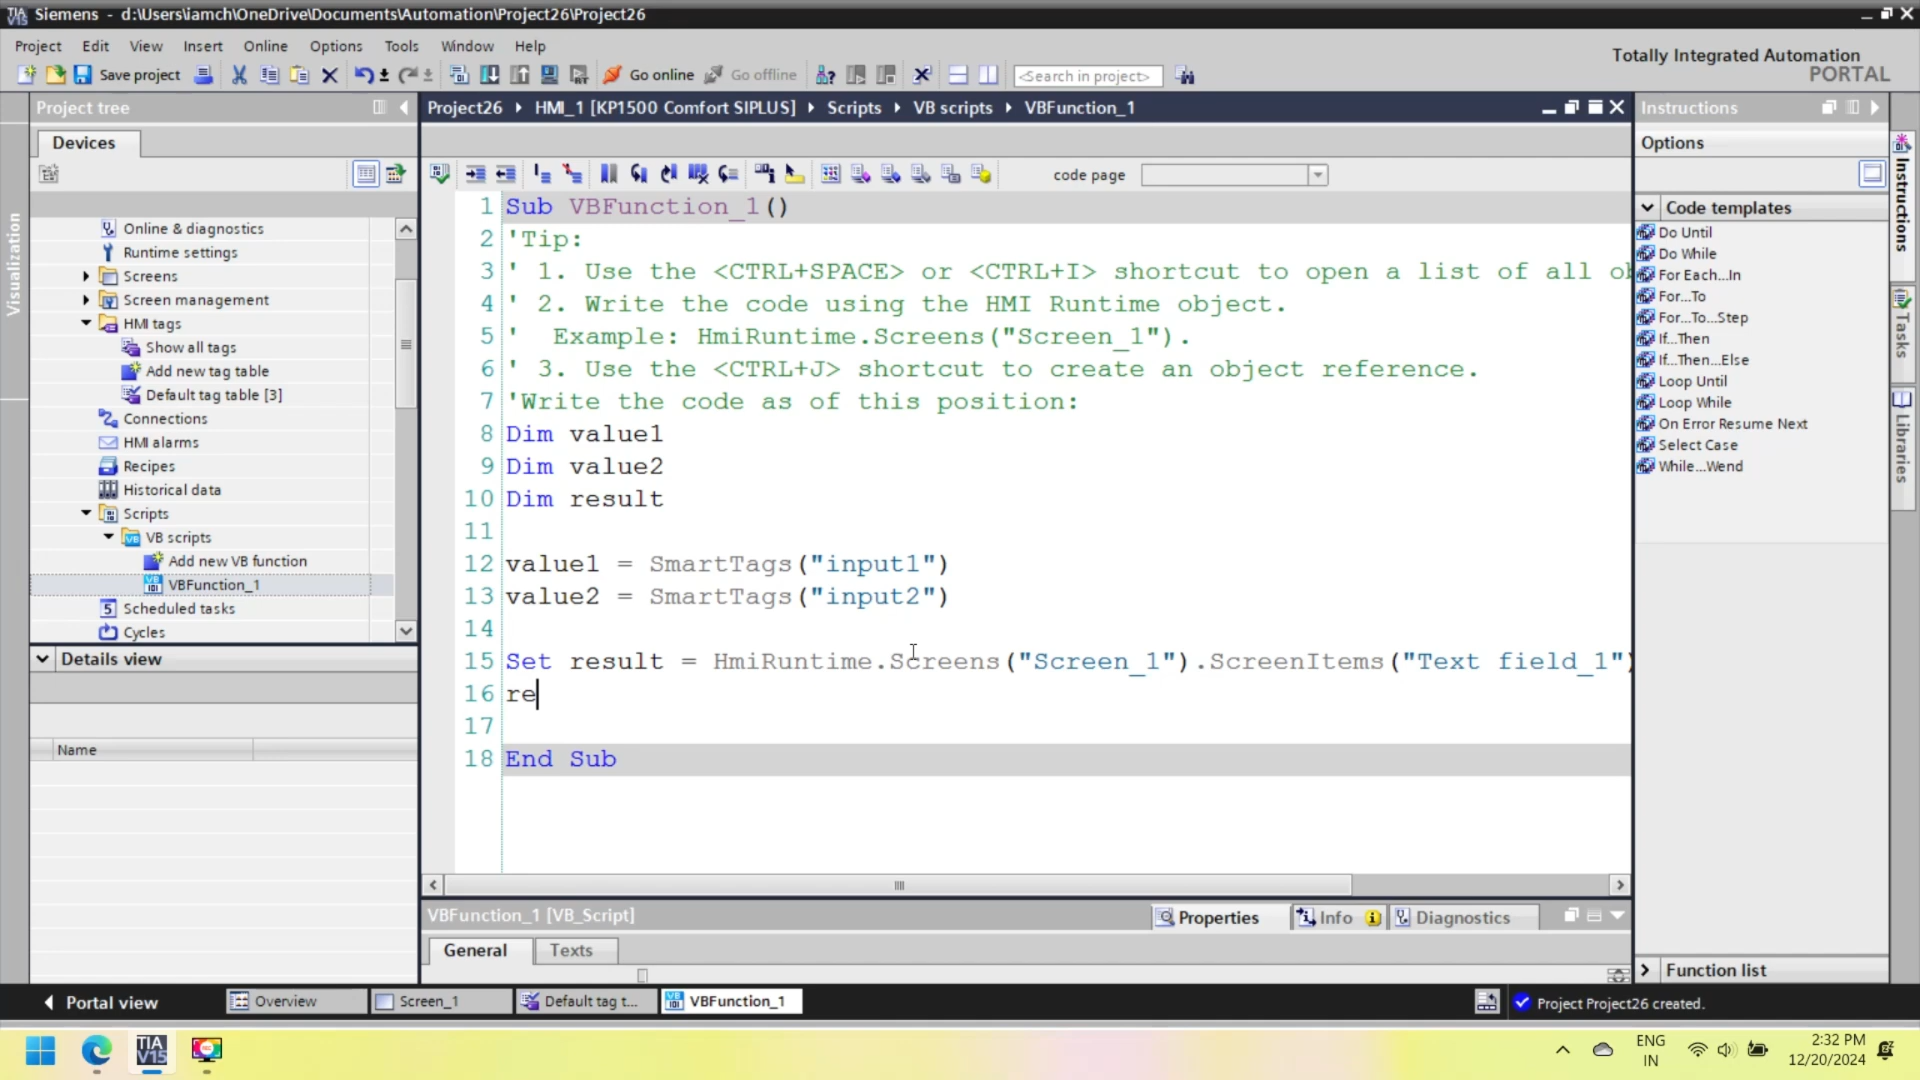 Siemens - d:\Users\iamch\OneDrive\Documents\Automation\Project26\Project26
Project Edit View Insert Online Options Tools Window Help
Totally Integrated Automation
PORTAL
Save project Go online Go offline <Search in project>
Project tree
Project26 HMI_1 [KP1500 Comfort SIPLUS] Scripts VB scripts VBFunction_1
Instructions
Devices
Options
code page
Visualization
Online & diagnostics
Runtime settings
Screens
Screen management
HMI tags
Show all tags
Add new tag table
Default tag table [3]
Connections
HMI alarms
Recipes
Historical data
Scripts
VB scripts
Add new VB function
VBFunction_1
Scheduled tasks
Cycles
Details view
Name
1 Sub VBFunction_1()
2 'Tip:
3 ' 1. Use the <CTRL+SPACE> or <CTRL+I> shortcut to open a list of all
4 ' 2. Write the code using the HMI Runtime object.
5 ' Example: HmiRuntime.Screens("Screen_1").
6 ' 3. Use the <CTRL+J> shortcut to create an object reference.
7 'Write the code as of this position:
8 Dim value1
9 Dim value2
10 Dim result
11
12 value1 = SmartTags("input1")
13 value2 = SmartTags("input2")
14
15 Set result = HmiRuntime.Screens("Screen_1").ScreenItems("Text field_1")
16 re
17
18 End Sub
Code templates
Do Until
Do While
For Each...In
For...To
For...To...Step
If...Then
If...Then...Else
Loop Until
Loop While
On Error Resume Next
Select Case
While...Wend
Function list
Instructions
Tasks
Libraries
VBFunction_1 [VB_Script]
Properties Info Diagnostics
General Texts
Portal view Overview Screen_1 Default tag t... VBFunction_1
Project Project26 created.
TIA
V15
ENG
IN
2:32 PM
12/20/2024